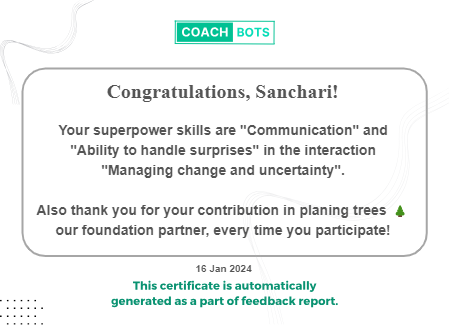 COACH BOTS
Congratulations, Sanchari!
Your superpower skills are "Communication" and
"Ability to handle surprises" in the interaction
"Managing change and uncertainty".
Also thank you for your contribution in planing trees 🌲
our foundation partner, every time you participate!
16 Jan 2024
This certificate is automatically
generated as a part of feedback report.